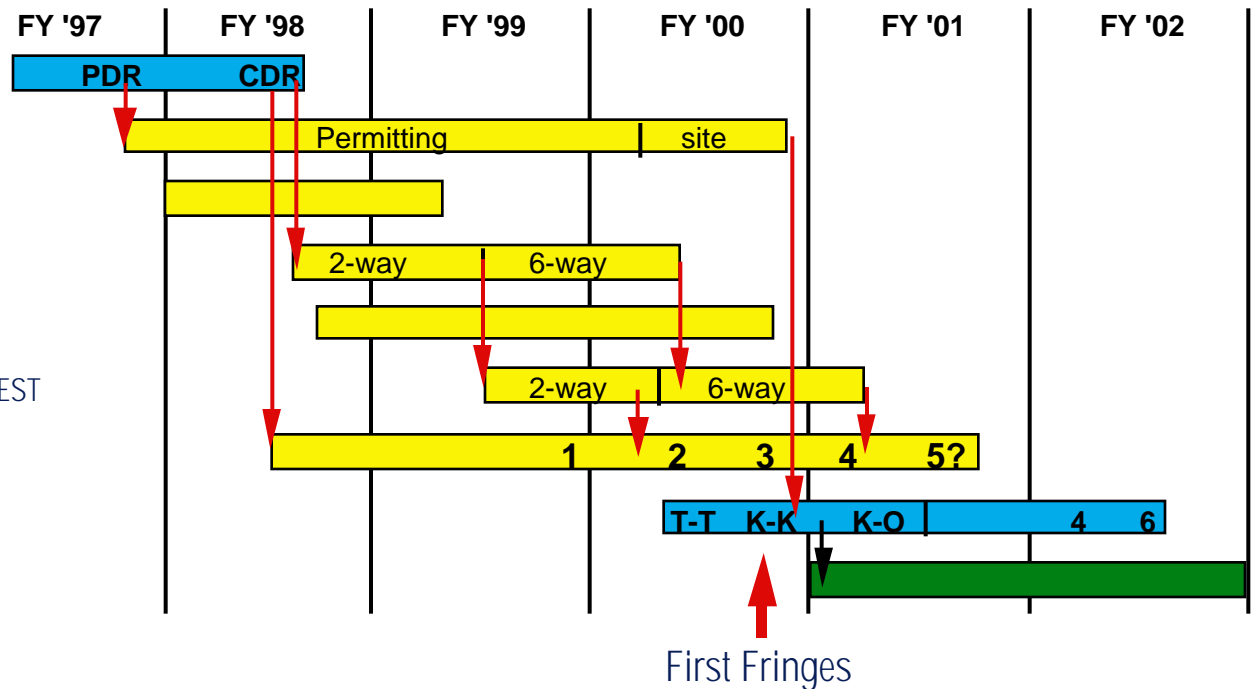 FY '97 FY '98 FY '99 FY '00 FY '01 FY '02
PDR CDR
Permitting site
2-way 6-way
EST
2-way 6-way
1 2 3 4 5?
T-T K-K K-O 4 6
First Fringes